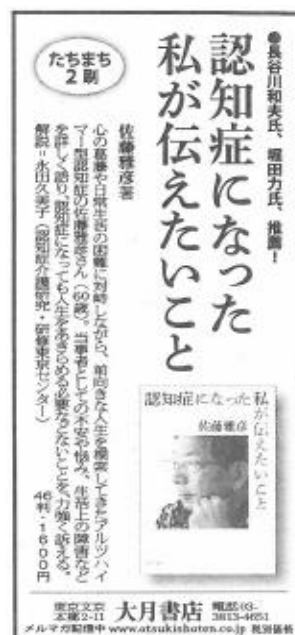 ●長谷川和夫氏、堀田力氏、推薦！
認知症になった
私が伝えたいこと
たちまち
2刷
佐藤雅彦著
心の葛藤や日常生活の困難に対峙しながら、前向きな人生を模索してきたアルツハイ
マー型認知症の佐藤雅彦さん（60歳）。当事者としての不安や悩み、生活上の障害など
を詳しく語り、「認知症になっても人生をあきらめる必要などないことを、力強く訴える。
解説＝永田久美子（認知症介護研究・研修東京センター）
46判・1600円
認知症になった私が伝えたいこと
佐藤雅彦
東京文京
本郷2-11
大月書店
電話03-
3813-4651
メルマガ配信中 www.otsukishoten.co.jp 税別価格